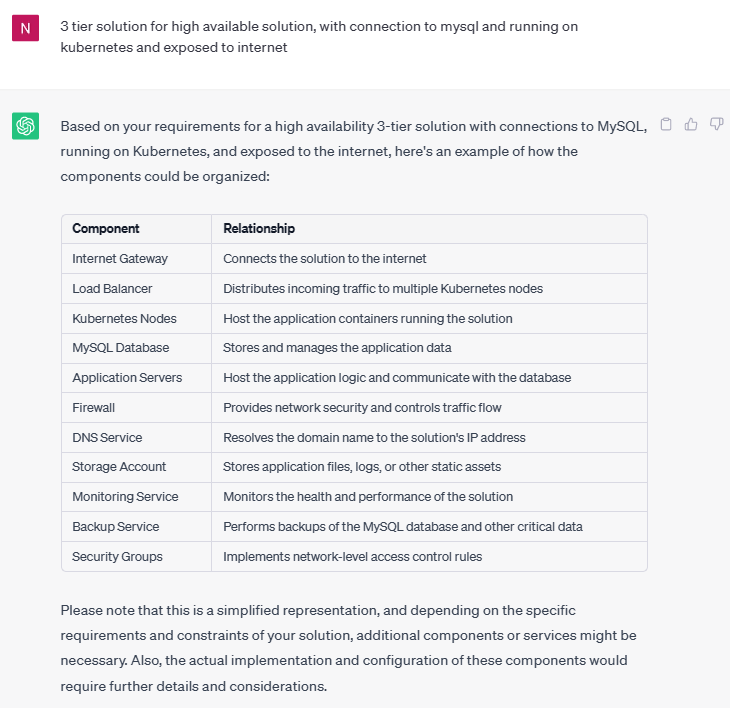 N
3 tier solution for high available solution, with connection to mysql and running on
kubernetes and exposed to internet
Based on your requirements for a high availability 3-tier solution with connections to MySQL,
running on Kubernetes, and exposed to the internet, here's an example of how the
components could be organized:
Component Relationship
Internet Gateway Connects the solution to the internet
Load Balancer Distributes incoming traffic to multiple Kubernetes nodes
Kubernetes Nodes Host the application containers running the solution
MySQL Database Stores and manages the application data
Application Servers Host the application logic and communicate with the database
Firewall Provides network security and controls traffic flow
DNS Service Resolves the domain name to the solution's IP address
Storage Account Stores application files, logs, or other static assets
Monitoring Service Monitors the health and performance of the solution
Backup Service Performs backups of the MySQL database and other critical data
Security Groups Implements network-level access control rules
Please note that this is a simplified representation, and depending on the specific
requirements and constraints of your solution, additional components or services might be
necessary. Also, the actual implementation and configuration of these components would
require further details and considerations.